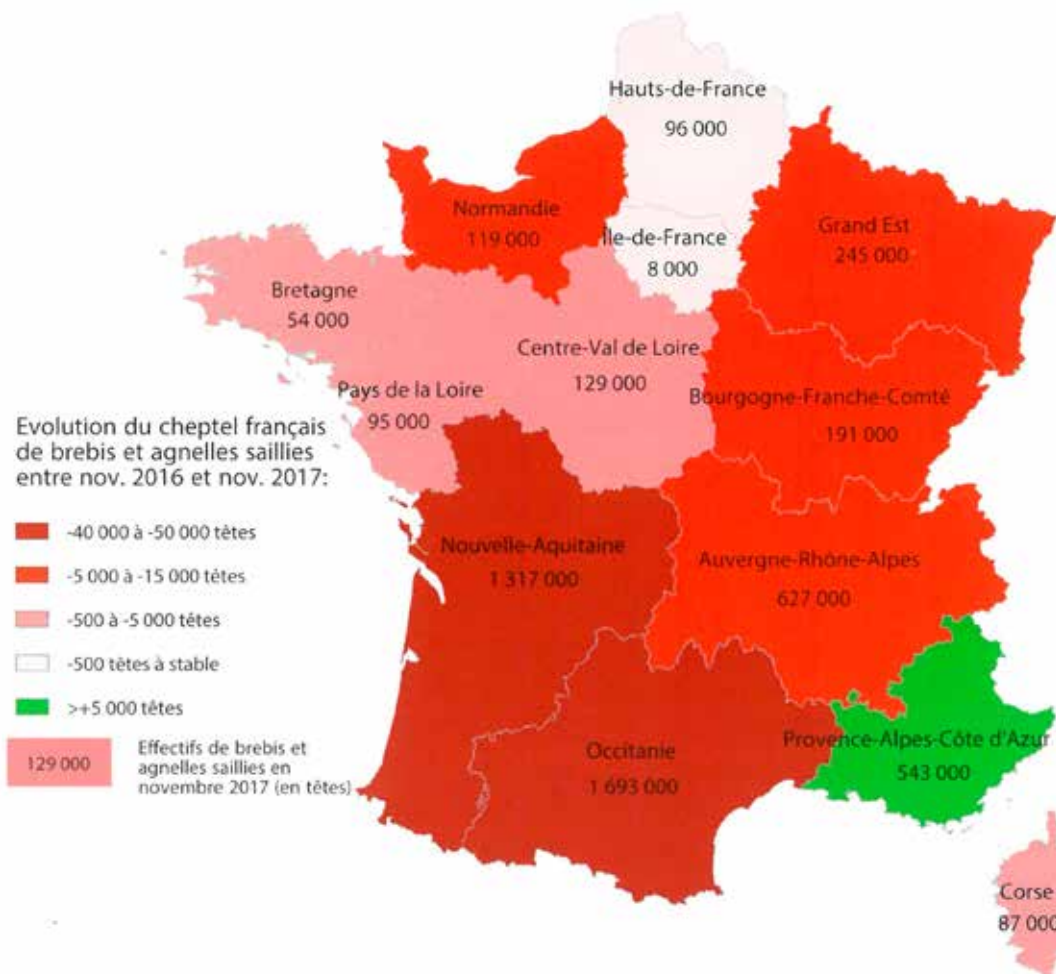 Hauts-de-France
96 000
Normandie
119 000
Île-de-France
8 000
Grand Est
245 000
Bretagne
54 000
Centre-Val de Loire
129 000
Pays de la Loire
95 000
Bourgogne-Franche-Comté
191 000
Evolution du cheptel français
de brebis et agnelles saillies
entre nov. 2016 et nov. 2017:
-40 000 à -50 000 têtes
-5 000 à -15 000 têtes
-500 à -5 000 têtes
-500 têtes à stable
>+5 000 têtes
129 000
Effectifs de brebis et
agnelles saillies en
novembre 2017 (en têtes)
Nouvelle-Aquitaine
1 317 000
Auvergne-Rhône-Alpes
627 000
Occitanie
1 693 000
Provence-Alpes-Côte d'Azur
543 000
Corse
87 000